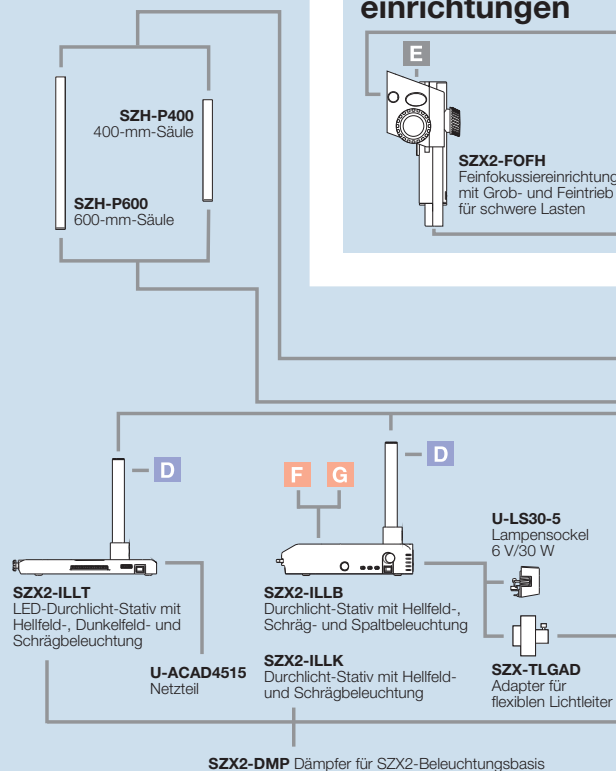 einrichtungen
E
SZH-P400
400-mm-Säule
SZH-P600
600-mm-Säule
SZX2-FOFH
Feinfokussiereinrichtung
mit Grob- und Feintrieb
für schwere Lasten
D
D
F G
U-LS30-5
Lampensockel
6 V/30 W
SZX2-ILLT
LED-Durchlicht-Stativ mit
Hellfeld-, Dunkelfeld- und
Schrägbeleuchtung
U-ACAD4515
Netzteil
SZX2-ILLB
Durchlicht-Stativ mit Hellfeld-,
Schräg- und Spaltbeleuchtung
SZX2-ILLK
Durchlicht-Stativ mit Hellfeld-
und Schrägbeleuchtung
SZX-TLGAD
Adapter für
flexiblen Lichtleiter
SZX2-DMP Dämpfer für SZX2-Beleuchtungsbasis